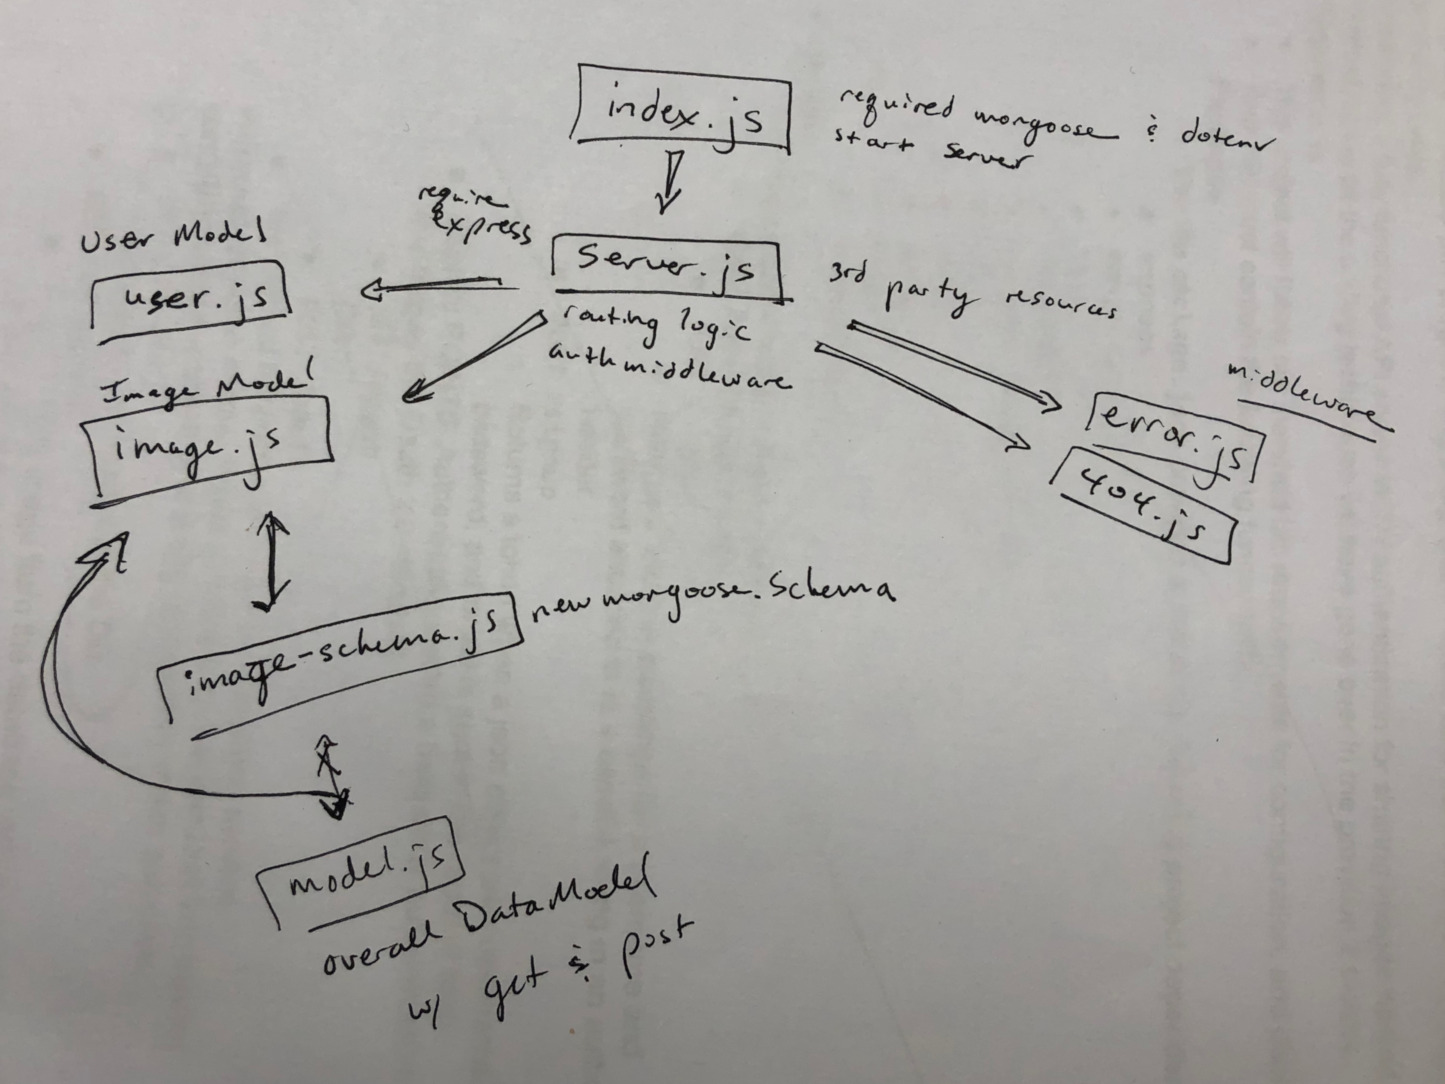 index.js
required mongoose & dotenv
start server
require
express
Server.js
routing logic
auth middleware
3rd party resources
User Model
user.js
Image Model
image.js
middleware
error.js
404.js
image-schema.js
new mongoose.Schema
model.js
overall DataModel
w/ get & post